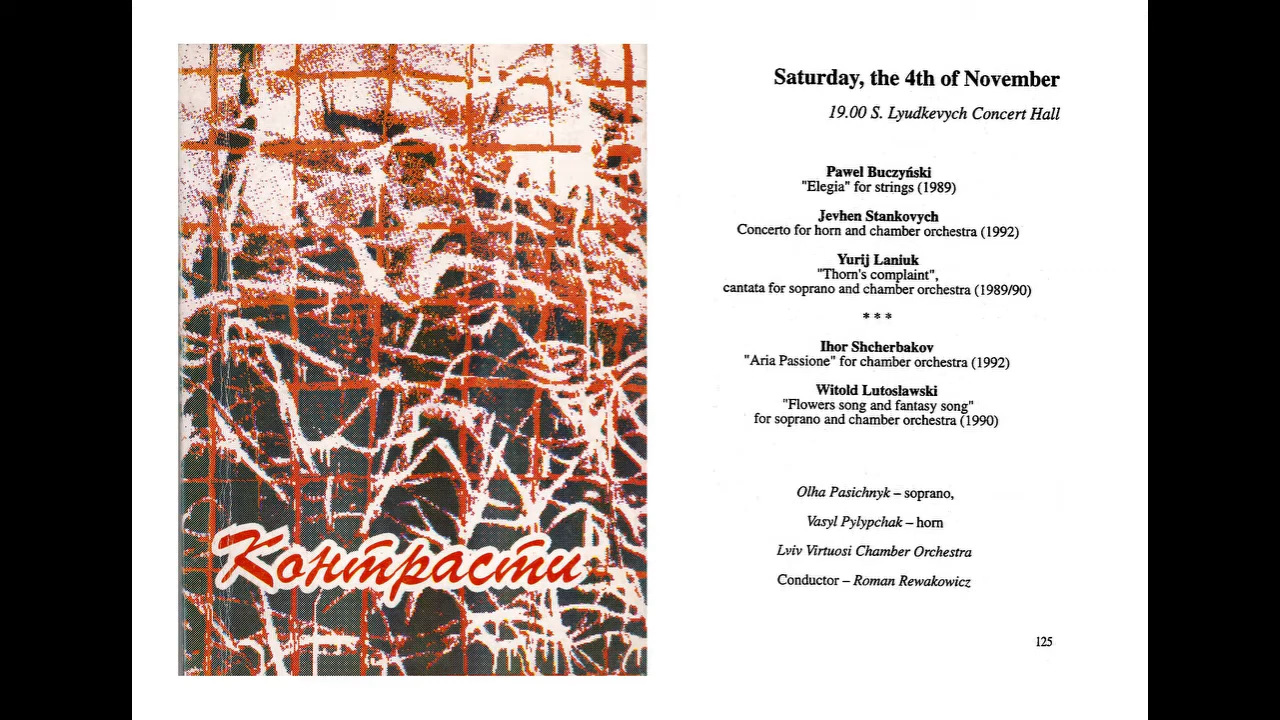 Контрасти
Saturday, the 4th of November
19.00 S. Lyudkevych Concert Hall
Pawel Buczyński
"Elegia" for strings (1989)
Jevhen Stankovych
Concerto for horn and chamber orchestra (1992)
Yurij Laniuk
"Thorn's complaint",
cantata for soprano and chamber orchestra (1989/90)
* * *
Ihor Shcherbakov
"Aria Passione" for chamber orchestra (1992)
Witold Lutoslawski
"Flowers song and fantasy song"
for soprano and chamber orchestra (1990)
Olha Pasichnyk – soprano,
Vasyl Pylypchak – horn
Lviv Virtuosi Chamber Orchestra
Conductor – Roman Rewakowicz
125